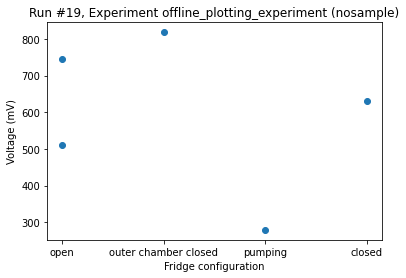 Run #19, Experiment offline_plotting_experiment (nosample)
800
700
600
500
400
300
Voltage (mV)
open outer chamber closed pumping closed
Fridge configuration